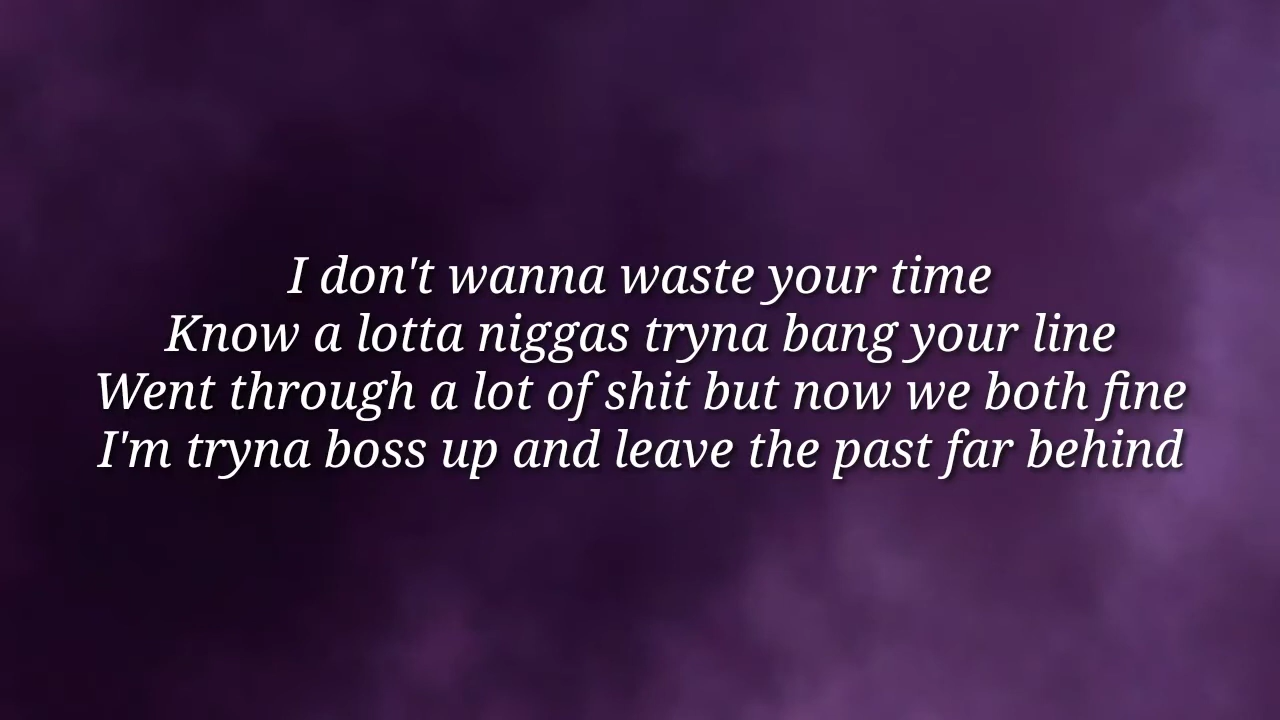 I don't wanna waste your time
Know a lotta niggas tryna bang your line
Went through a lot of shit but now we both fine
I'm tryna boss up and leave the past far behind